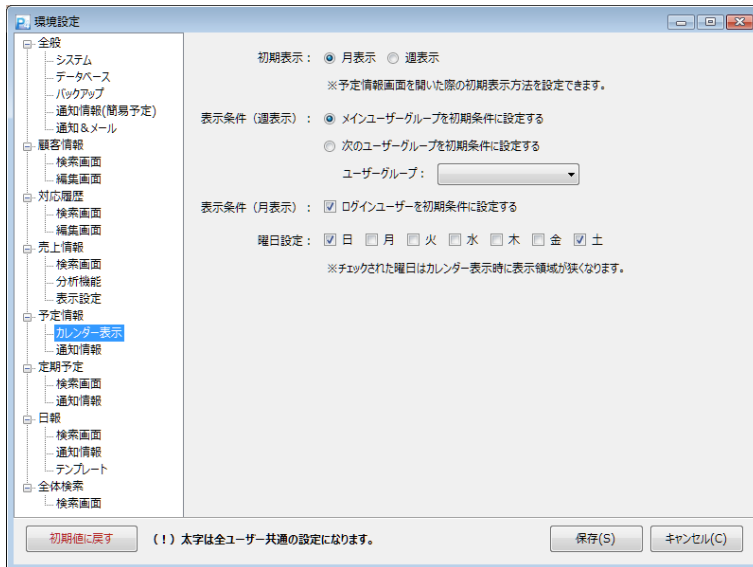 環境設定
全般
システム
データベース
バックアップ
通知情報(簡易予定)
通知&メール
顧客情報
検索画面
編集画面
対応履歴
検索画面
編集画面
売上情報
検索画面
分析機能
表示設定
予定情報
カレンダー表示
通知情報
定期予定
検索画面
通知情報
日報
検索画面
通知情報
テンプレート
全体検索
検索画面
初期表示: 月表示 週表示
※予定情報画面を開いた際の初期表示方法を設定できます。
表示条件(週表示): メインユーザーグループを初期条件に設定する
次のユーザーグループを初期条件に設定する
ユーザーグループ:
表示条件(月表示): ログインユーザーを初期条件に設定する
曜日設定: 日 月 火 水 木 金 土
※チェックされた曜日はカレンダー表示時に表示領域が狭くなります。
初期値に戻す (!)太字は全ユーザー共通の設定になります。 保存(S) キャンセル(C)